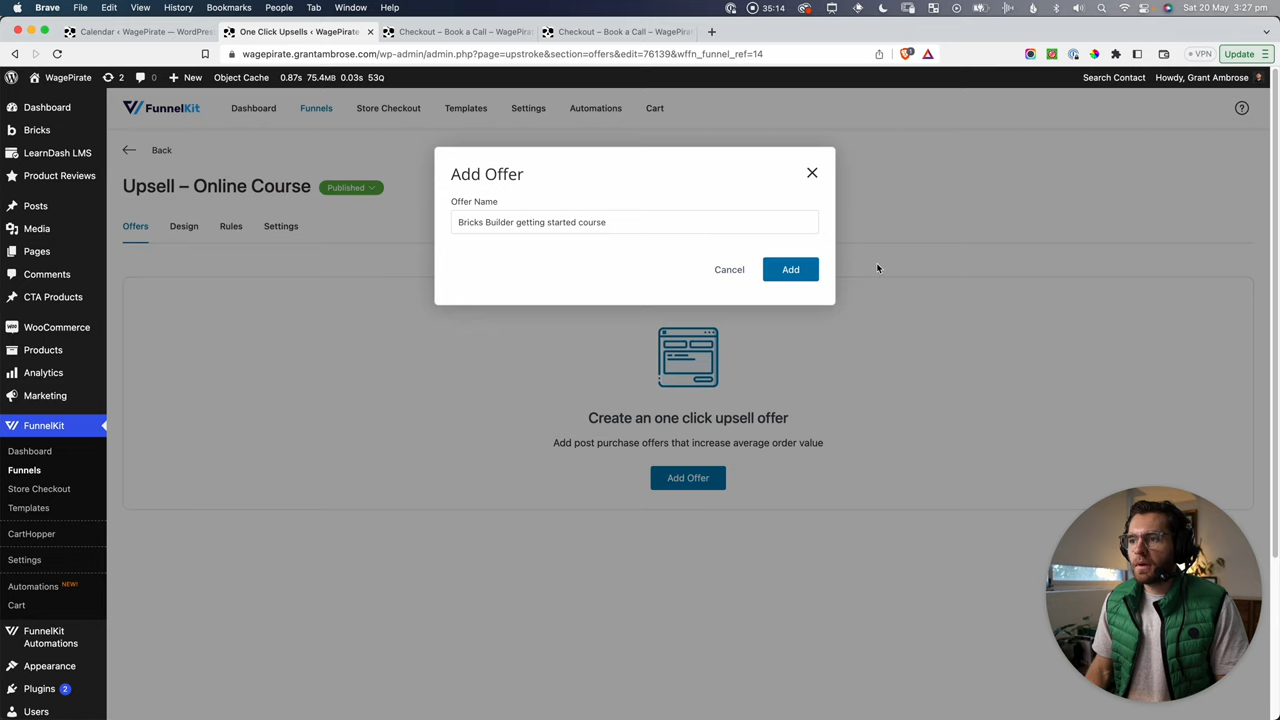 Brave File Edit View History Bookmarks People Tab Window Help
35:14
Sat 20 May 3:27 pm
Calendar ‹ WagePirate — WordPres
One Click Upsells ‹ WagePirate
Checkout – Book a Call – WagePira
Checkout – Book a Call – WagePirat
wagepirate.grantambrose.com/wp-admin/admin.php?page=upstroke&section=offers&edit=76139&wffn_funnel_ref=14
VPN
Update
WagePirate 2 0 New Object Cache 0.87s 75.4MB 0.03s 53Q
Search Contact Howdy, Grant Ambrose
Dashboard
Bricks
LearnDash LMS
Product Reviews
Posts
Media
Pages
Comments
CTA Products
WooCommerce
Products
Analytics
Marketing
FunnelKit
Dashboard
Funnels
Store Checkout
Templates
CartHopper
Settings
Automations NEW!
Cart
FunnelKit
Automations
Appearance
Plugins 2
Users
FunnelKit Dashboard Funnels Store Checkout Templates Settings Automations Cart
Back
Upsell – Online Course Published
Offers Design Rules Settings
Add Offer
Offer Name
Bricks Builder getting started course
Cancel Add
Create an one click upsell offer
Add post purchase offers that increase average order value
Add Offer